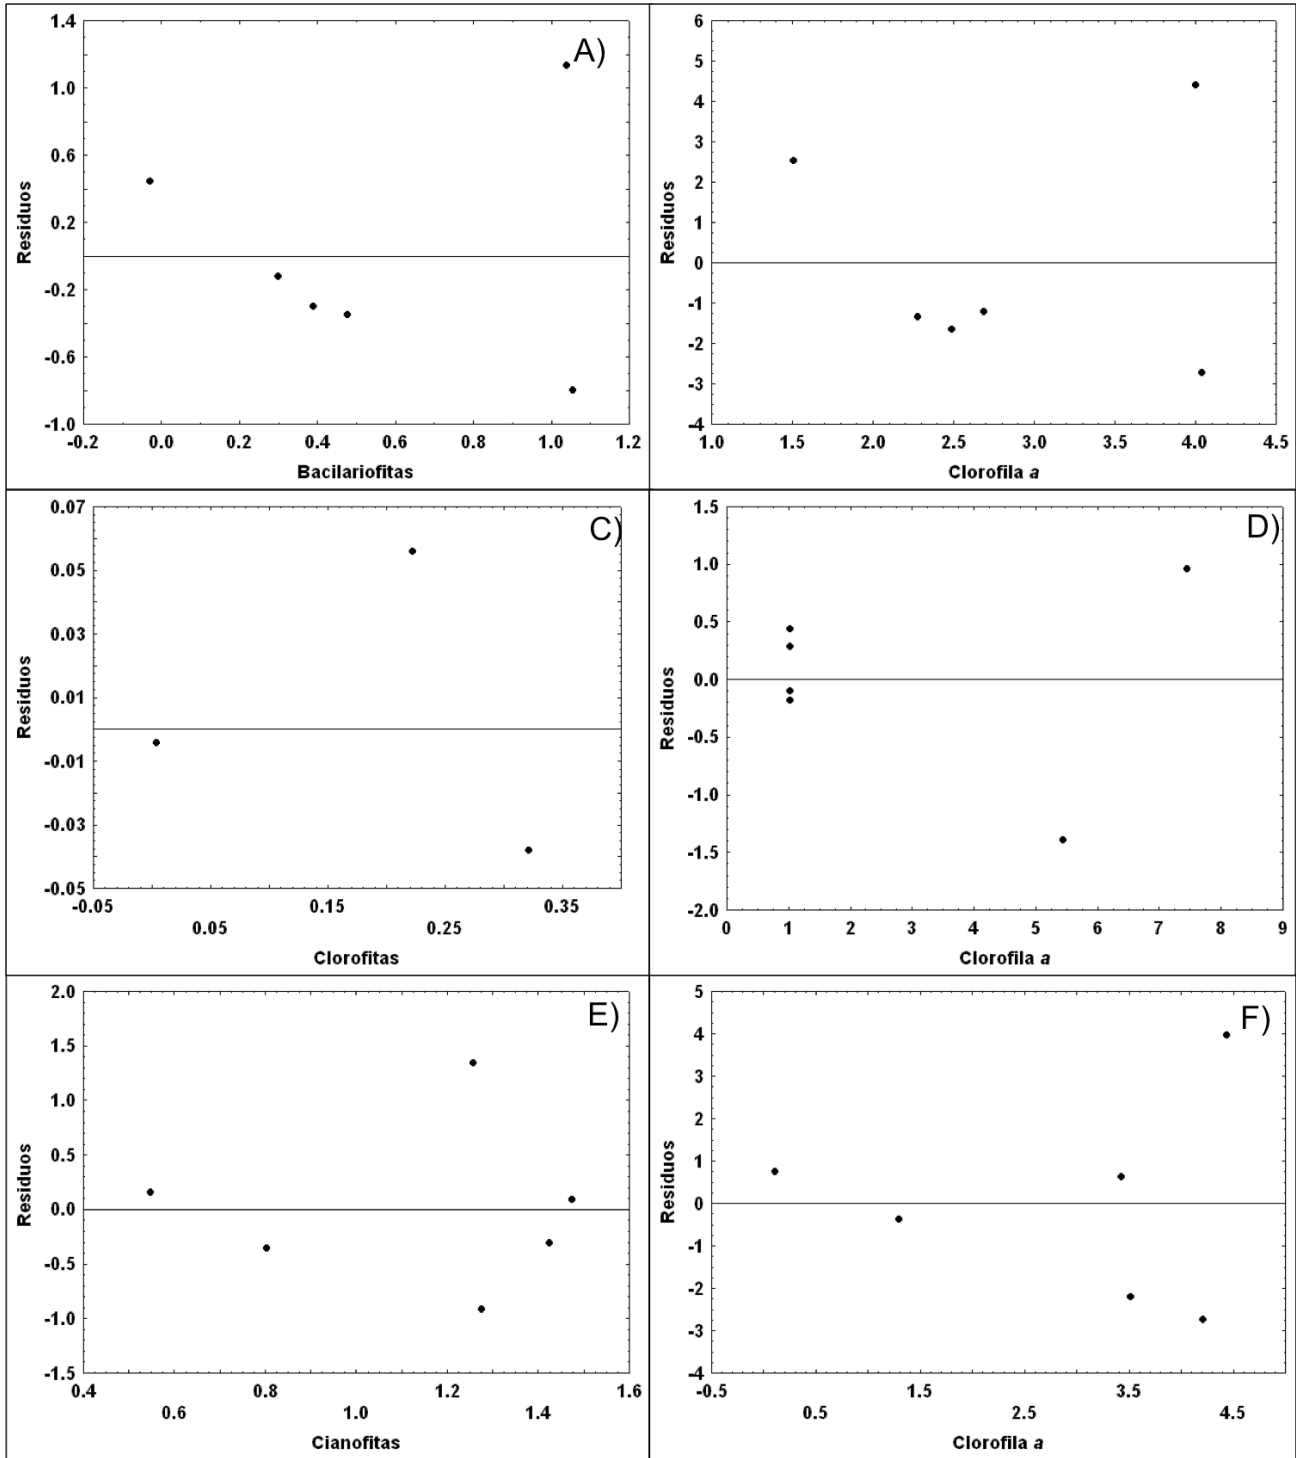 A)
1.4
1.0
0.6
0.2
-0.2
-0.6
-1.0
Residuos
-0.2 0.0 0.2 0.4 0.6 0.8 1.0 1.2
Bacilariofitas
6
5
4
3
2
1
0
-1
-2
-3
-4
Residuos
1.0 1.5 2.0 2.5 3.0 3.5 4.0 4.5
Clorofila a
C)
0.07
0.05
0.03
0.01
-0.01
-0.03
-0.05
Residuos
-0.05 0.15 0.35
0.05 0.25
Clorofitas
D)
1.5
1.0
0.5
0.0
-0.5
-1.0
-1.5
-2.0
Residuos
0 1 2 3 4 5 6 7 8 9
Clorofila a
E)
2.0
1.5
1.0
0.5
0.0
-0.5
-1.0
-1.5
Residuos
0.4 0.8 1.2 1.6
0.6 1.0 1.4
Cianofitas
F)
5
4
3
2
1
0
-1
-2
-3
-4
Residuos
-0.5 1.5 3.5
0.5 2.5 4.5
Clorofila a